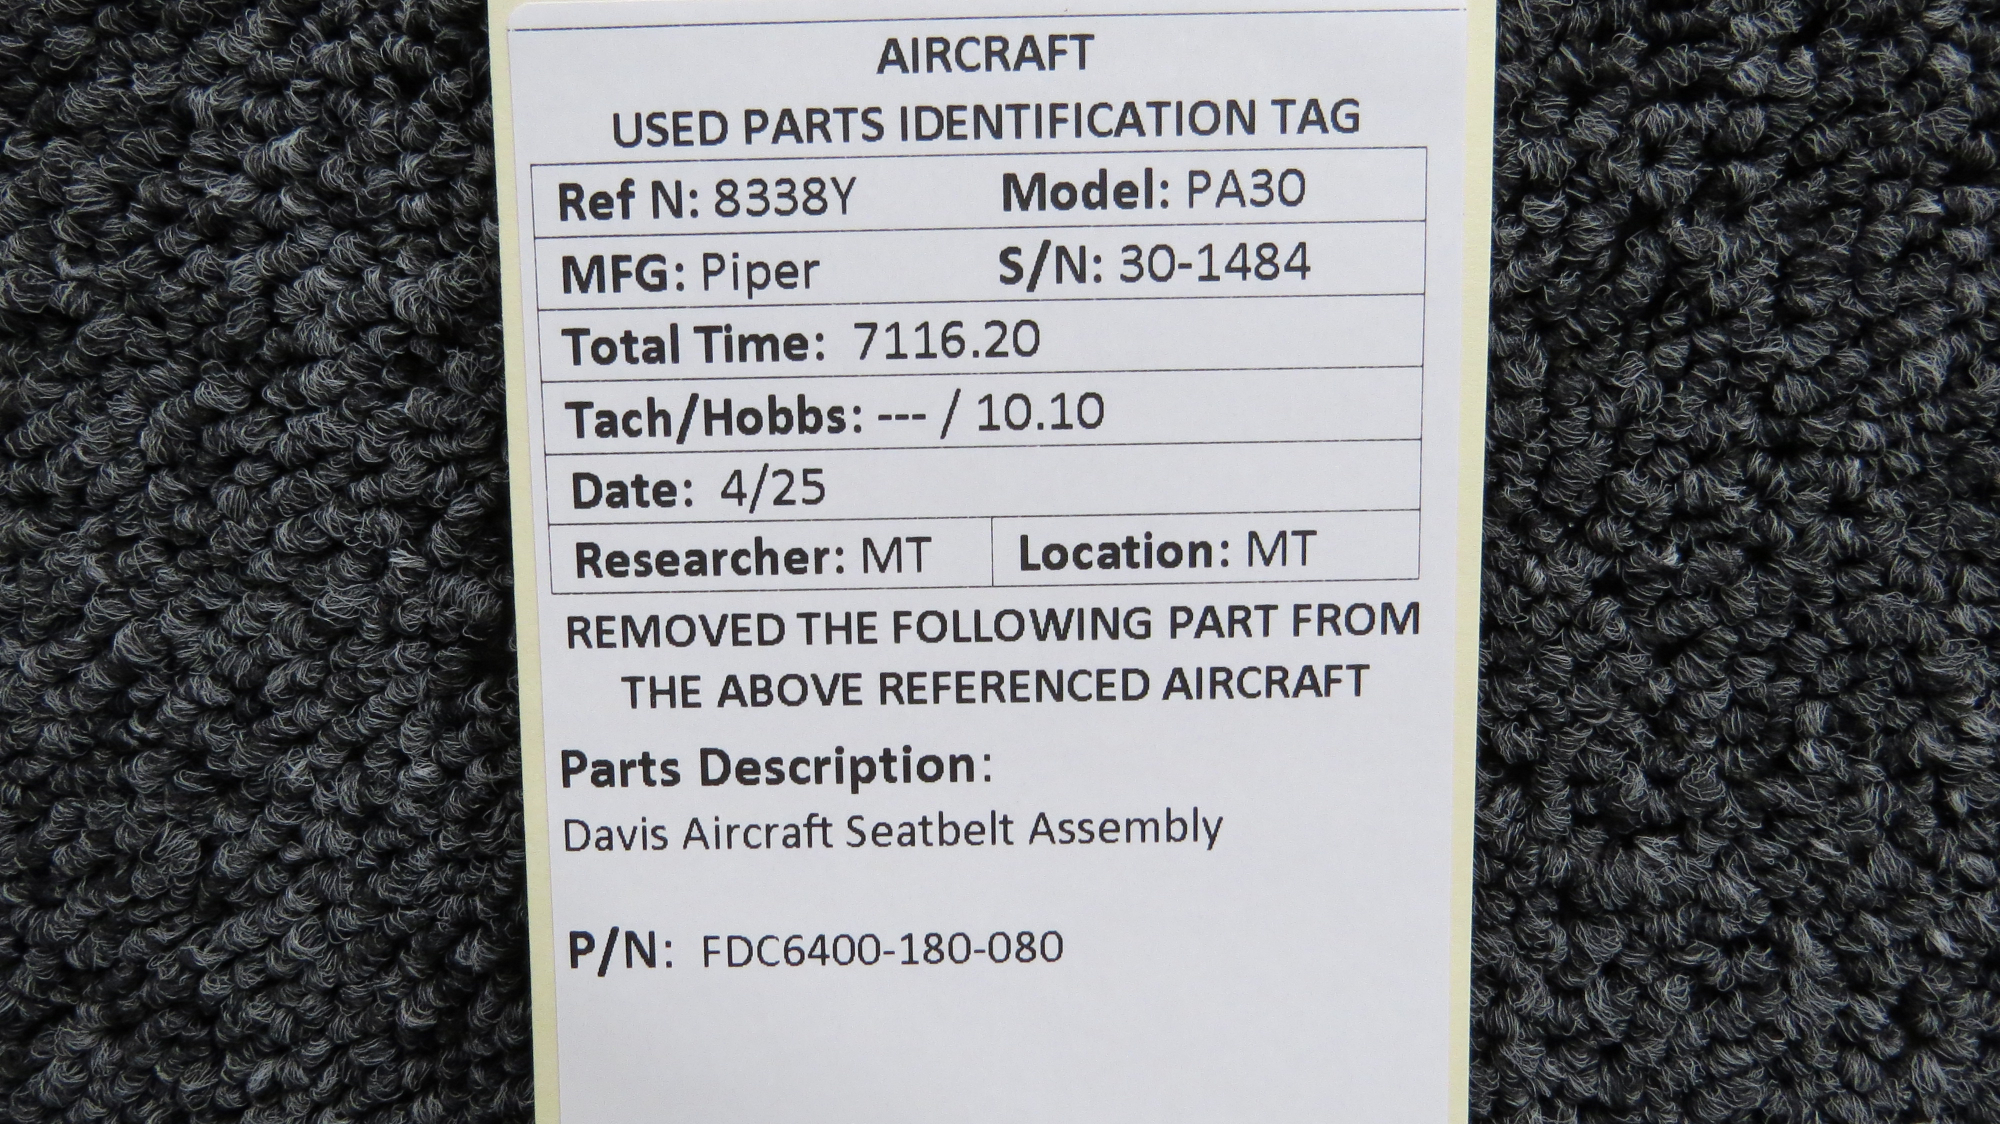 AIRCRAFT
USED PARTS IDENTIFICATION TAG
Ref N: 8338Y Model: PA30
MFG: Piper S/N: 30-1484
Total Time: 7116.20
Tach/Hobbs: --- / 10.10
Date: 4/25
Researcher: MT Location: MT
REMOVED THE FOLLOWING PART FROM
THE ABOVE REFERENCED AIRCRAFT
Parts Description:
Davis Aircraft Seatbelt Assembly
P/N: FDC6400-180-080